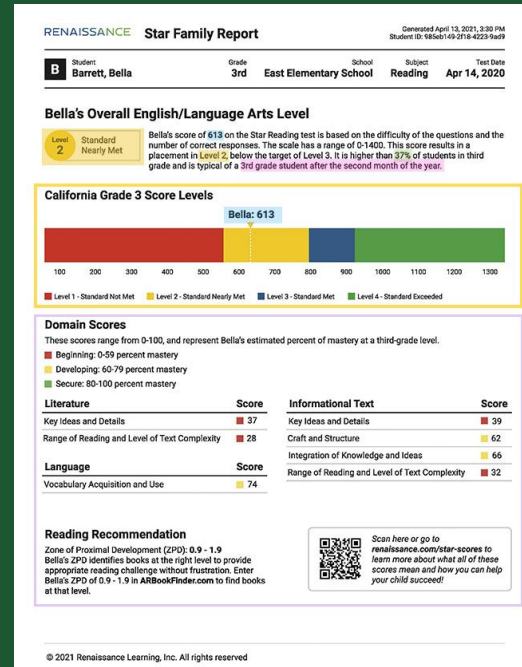 RENAISSANCE Star Family Report
Generated April 13, 2021, 3:30 PM
Student ID: 985eb149-2f18-4223-9ad9
B
Student
Barrett, Bella
Grade
3rd
School
East Elementary School
Subject
Reading
Test Date
Apr 14, 2020
Bella's Overall English/Language Arts Level
Level
2
Standard
Nearly Met
Bella's score of 613 on the Star Reading test is based on the difficulty of the questions and the
number of correct responses. The scale has a range of 0-1400. This score results in a
placement in Level 2, below the target of Level 3. It is higher than 37% of students in third
grade and is typical of a 3rd grade student after the second month of the year.
California Grade 3 Score Levels
Bella: 613
100 200 300 400 500 600 700 800 900 1000 1100 1200 1300
Level 1 - Standard Not Met Level 2 - Standard Nearly Met Level 3 - Standard Met Level 4 - Standard Exceeded
Domain Scores
These scores range from 0-100, and represent Bella's estimated percent of mastery at a third-grade level.
Beginning: 0-59 percent mastery
Developing: 60-79 percent mastery
Secure: 80-100 percent mastery
Literature Score
Key Ideas and Details 37
Range of Reading and Level of Text Complexity 28
Language Score
Vocabulary Acquisition and Use 74
Informational Text Score
Key Ideas and Details 39
Craft and Structure 62
Integration of Knowledge and Ideas 66
Range of Reading and Level of Text Complexity 32
Reading Recommendation
Zone of Proximal Development (ZPD): 0.9 - 1.9
Bella's ZPD identifies books at the right level to provide
appropriate reading challenge without frustration. Enter
Bella's ZPD of 0.9 - 1.9 in ARBookFinder.com to find books
at that level.
Scan here or go to
renaissance.com/star-scores to
learn more about what all of these
scores mean and how you can help
your child succeed!
© 2021 Renaissance Learning, Inc. All rights reserved